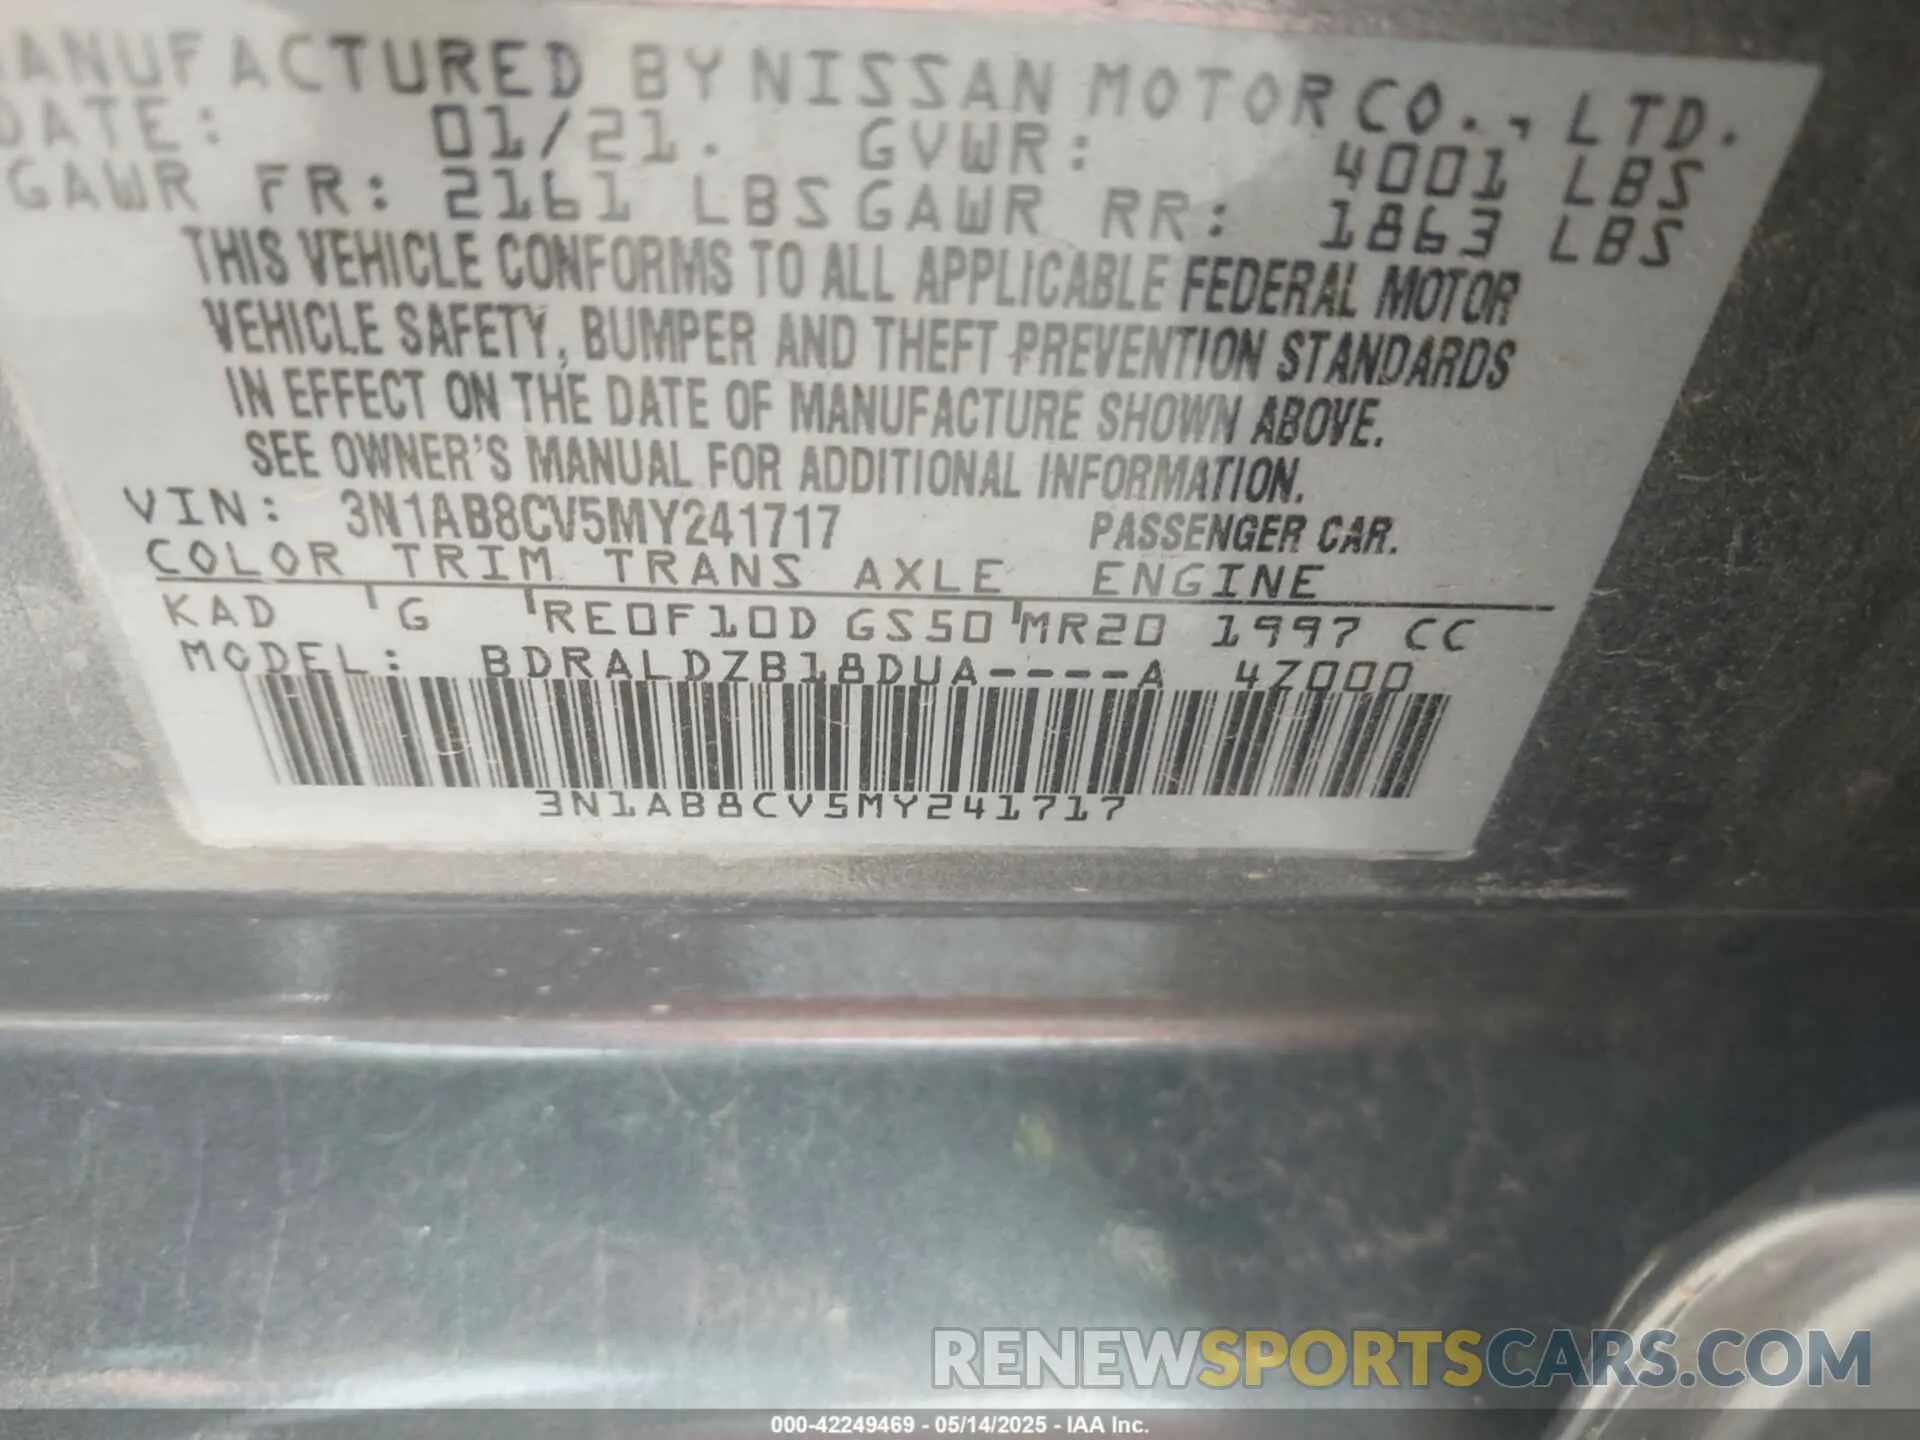 MANUFACTURED BY NISSAN MOTOR CO., LTD.
DATE: 01/21. GVWR: 4001 LBS
GAWR FR: 2161 LBS GAWR RR: 1863 LBS
THIS VEHICLE CONFORMS TO ALL APPLICABLE FEDERAL MOTOR
VEHICLE SAFETY, BUMPER AND THEFT PREVENTION STANDARDS
IN EFFECT ON THE DATE OF MANUFACTURE SHOWN ABOVE.
SEE OWNER'S MANUAL FOR ADDITIONAL INFORMATION.
VIN: 3N1AB8CV5MY241717 PASSENGER CAR.
COLOR TRIM TRANS AXLE ENGINE
KAD G RE0F10D GS50 MR20 1997 CC
MODEL: BDRALDZB18DUA----A 4Z000
3N1AB8CV5MY241717
RENEWSPORTSCARS.COM
000-42249469 - 05/14/2025 - IAA Inc.